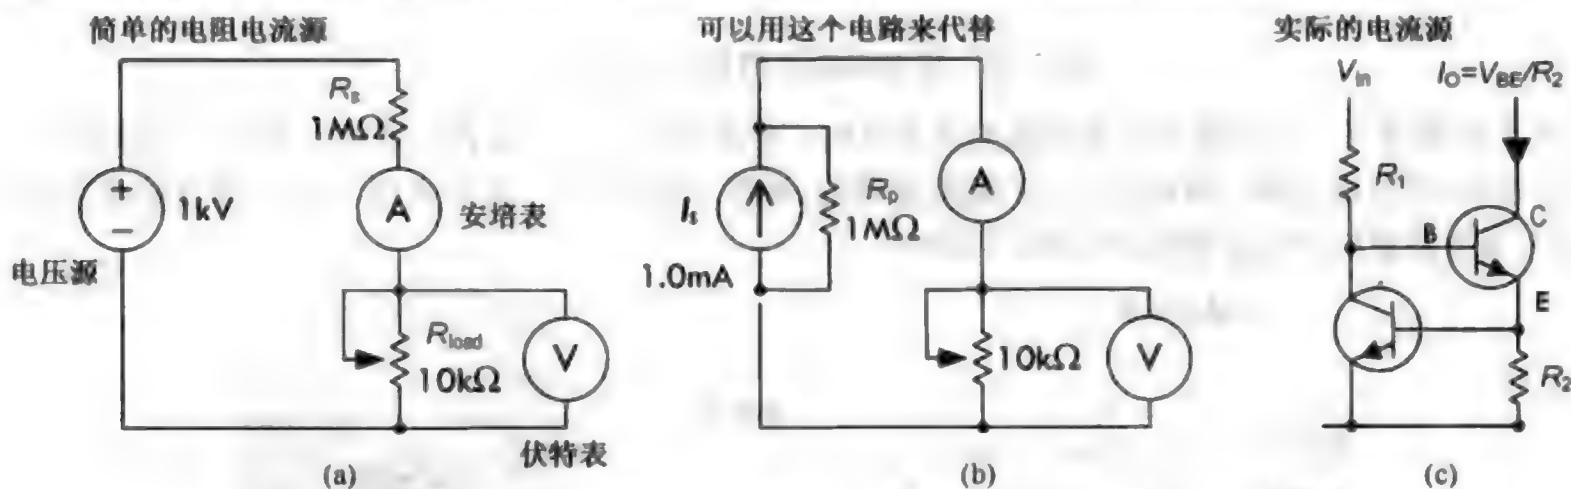 简单的电阻电流源
Rs
1MΩ
+
−
1kV
A
安培表
电压源
Rload
10kΩ
V
伏特表
(a)
可以用这个电路来代替
Is
1.0mA
Rp
1MΩ
A
10kΩ
V
(b)
实际的电流源
Vin
IO=VBE/R2
R1
B
C
E
R2
(c)